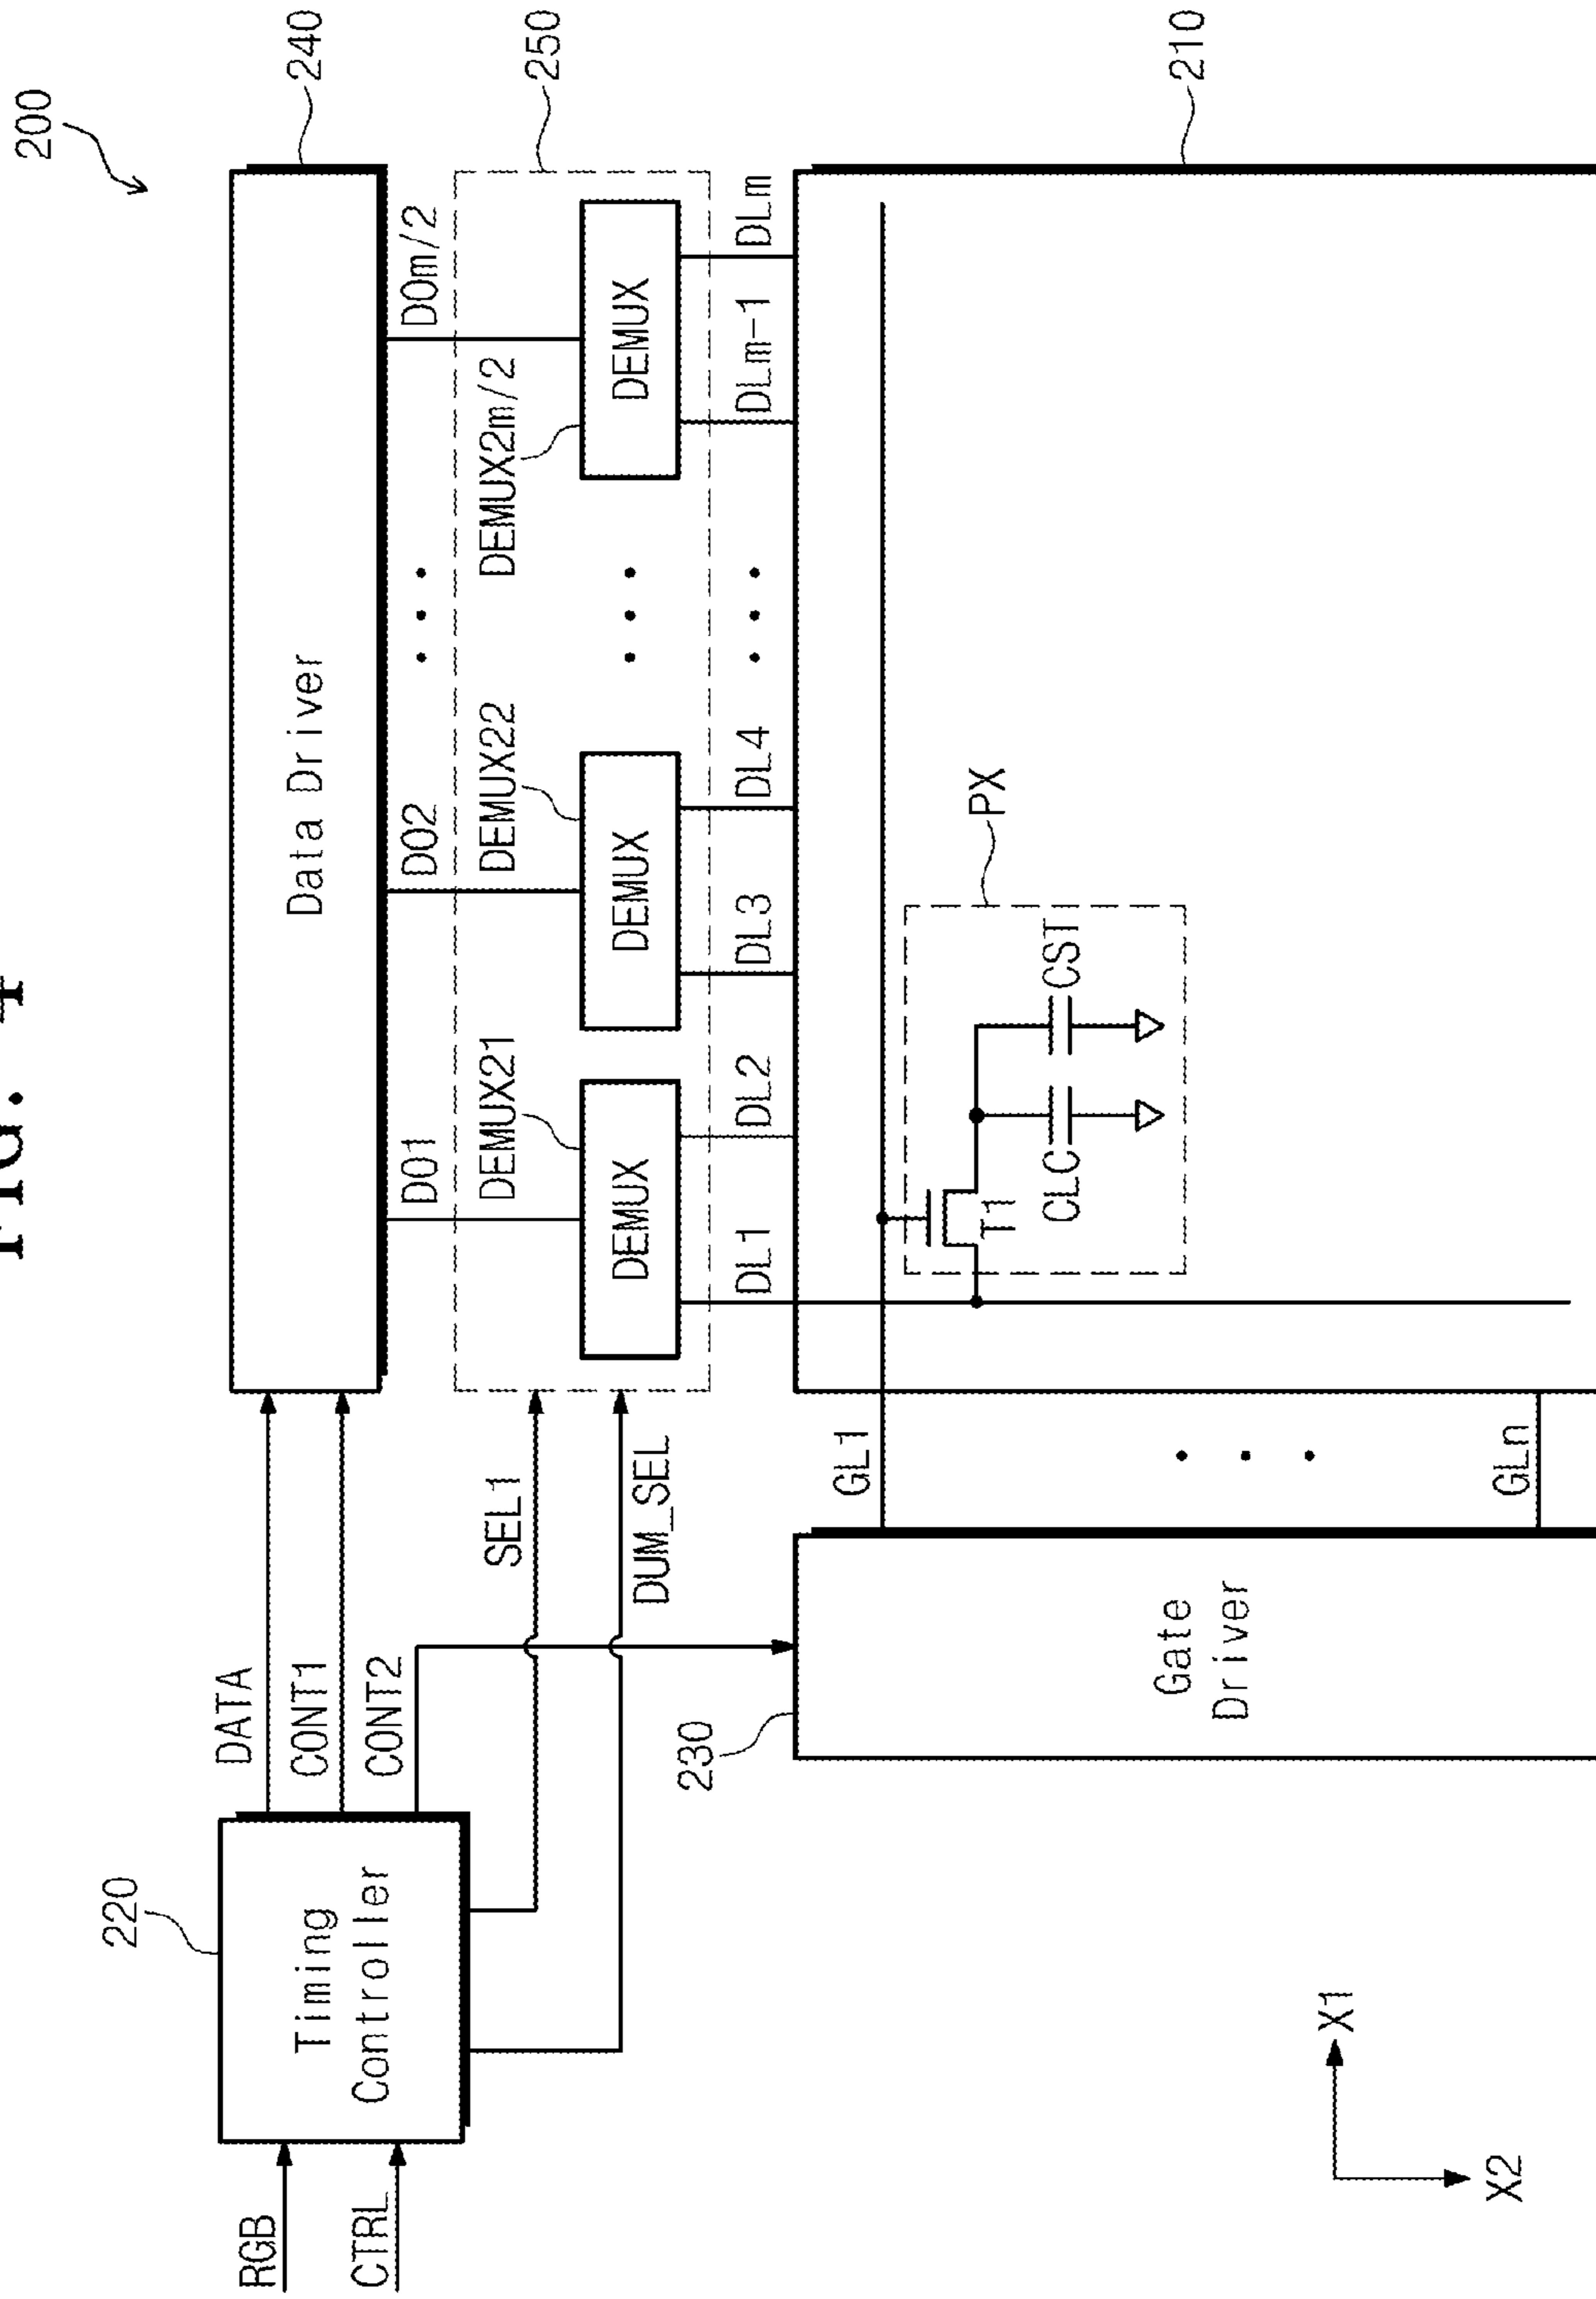 FIG. 4
200
220
RGB
CTRL
Timing
Controller
DATA
CONT1
CONT2
SEL1
DUM_SEL
Data Driver
240
DO1
DO2
DOm/2
250
DEMUX21
DEMUX22
DEMUX2m/2
DEMUX
DEMUX
DEMUX
DL1
DL2
DL3
DL4
DLm-1
DLm
230
Gate
Driver
GL1
GLn
210
PX
T1
CLC
CST
X1
X2